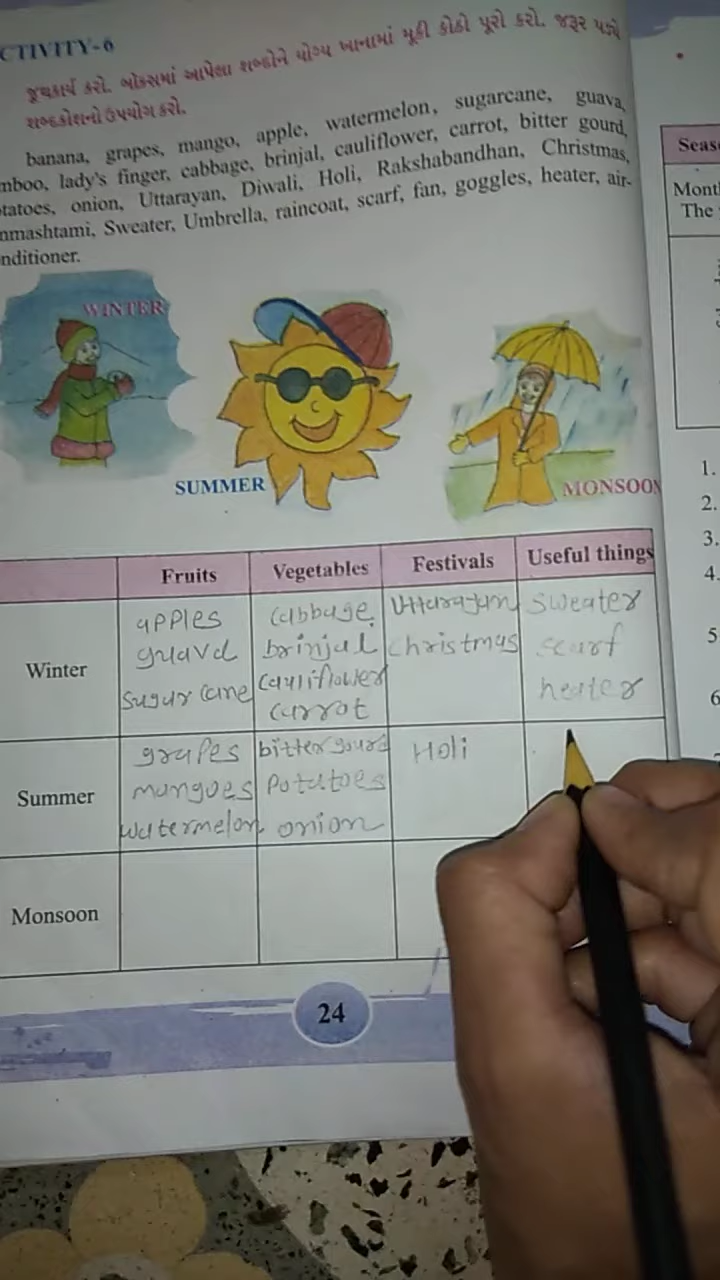 CTIVITY-6
જૂથકાર્ય કરો. બૉક્સમાં આપેલા શબ્દોને યોગ્ય ખાનામાં મૂકી કોઠો પૂરો કરો. જરૂર પડ્યે
શબ્દકોશનો ઉપયોગ કરો.
banana, grapes, mango, apple, watermelon, sugarcane, guava,
mboo, lady's finger, cabbage, brinjal, cauliflower, carrot, bitter gourd,
tatoes, onion, Uttarayan, Diwali, Holi, Rakshabandhan, Christmas,
nmashtami, Sweater, Umbrella, raincoat, scarf, fan, goggles, heater, air-
nditioner.
WINTER
SUMMER
MONSOON
Fruits Vegetables Festivals Useful things
Winter
apples
guava
sugar cane
cabbage
brinjal
cauliflower
carrot
Uttarayan
christmas
sweater
scarf
heater
Summer
grapes
mangoes
watermelon
bitter gourd
potatoes
onion
Holi
Monsoon
24
Seas
Mont
The
1.
2.
3.
4.
5
6